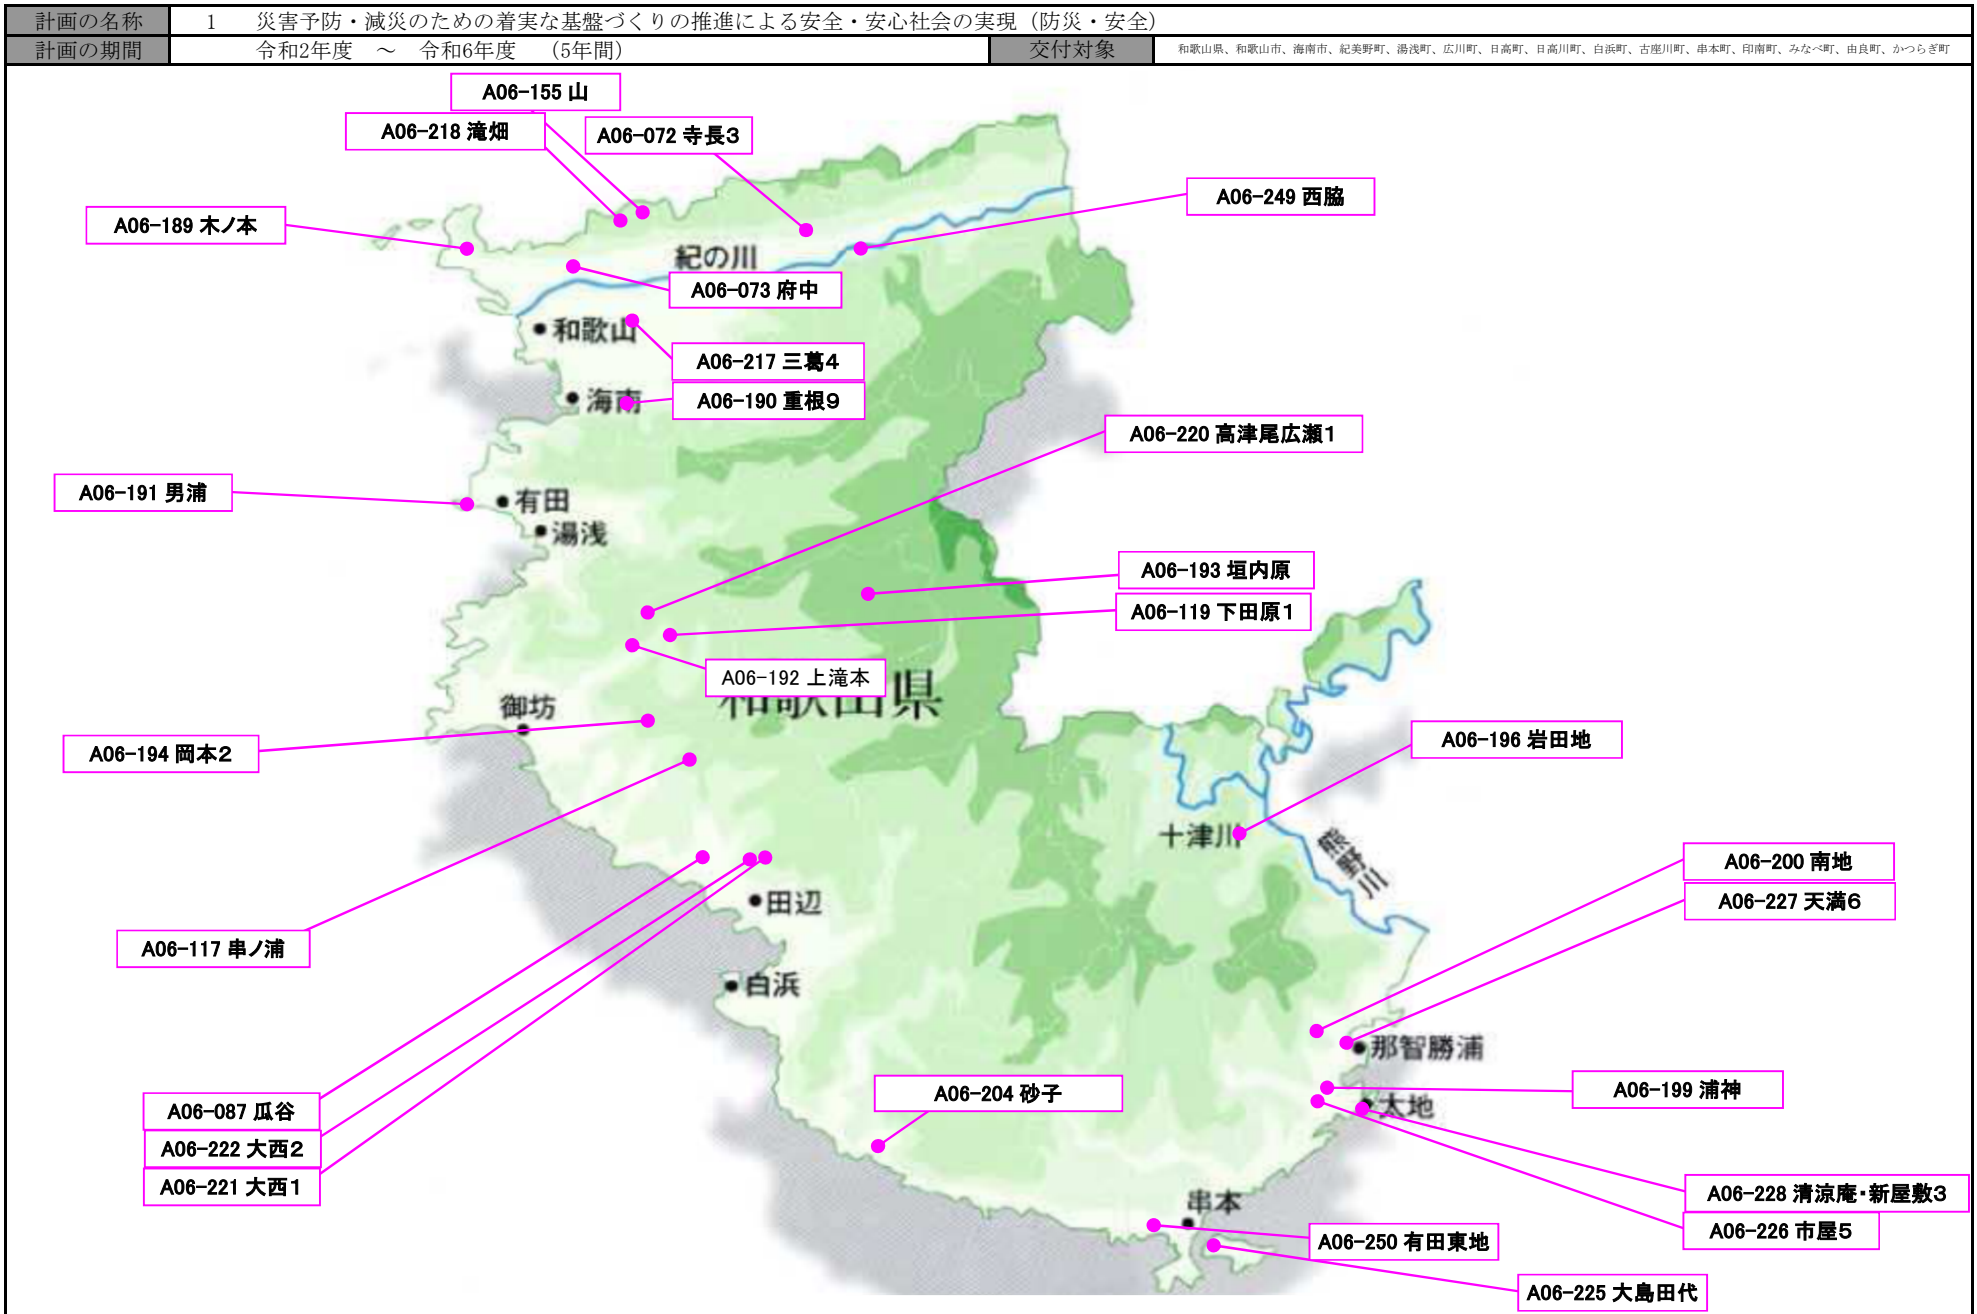 計画の名称 1 災害予防・減災のための着実な基盤づくりの推進による安全・安心社会の実現（防災・安全）
計画の期間 令和2年度 ～ 令和6年度 （5年間） 交付対象 和歌山県、和歌山市、海南市、紀美野町、湯浅町、広川町、日高町、日高川町、白浜町、古座川町、串本町、印南町、みなべ町、由良町、かつらぎ町
A06-155 山
A06-218 滝畑
A06-072 寺長3
A06-249 西脇
A06-189 木ノ本
紀の川
A06-073 府中
和歌山
A06-217 三葛4
海南
A06-190 重根9
A06-220 高津尾広瀬1
A06-191 男浦
有田
湯浅
A06-193 垣内原
A06-119 下田原1
A06-192 上滝本
和歌山県
御坊
A06-194 岡本2
A06-196 岩田地
十津川
熊野川
A06-200 南地
A06-227 天満6
田辺
A06-117 串ノ浦
白浜
那智勝浦
A06-204 砂子
A06-199 浦神
太地
A06-087 瓜谷
A06-222 大西2
A06-221 大西1
A06-228 清涼庵・新屋敷3
A06-226 市屋5
串本
A06-250 有田東地
A06-225 大島田代